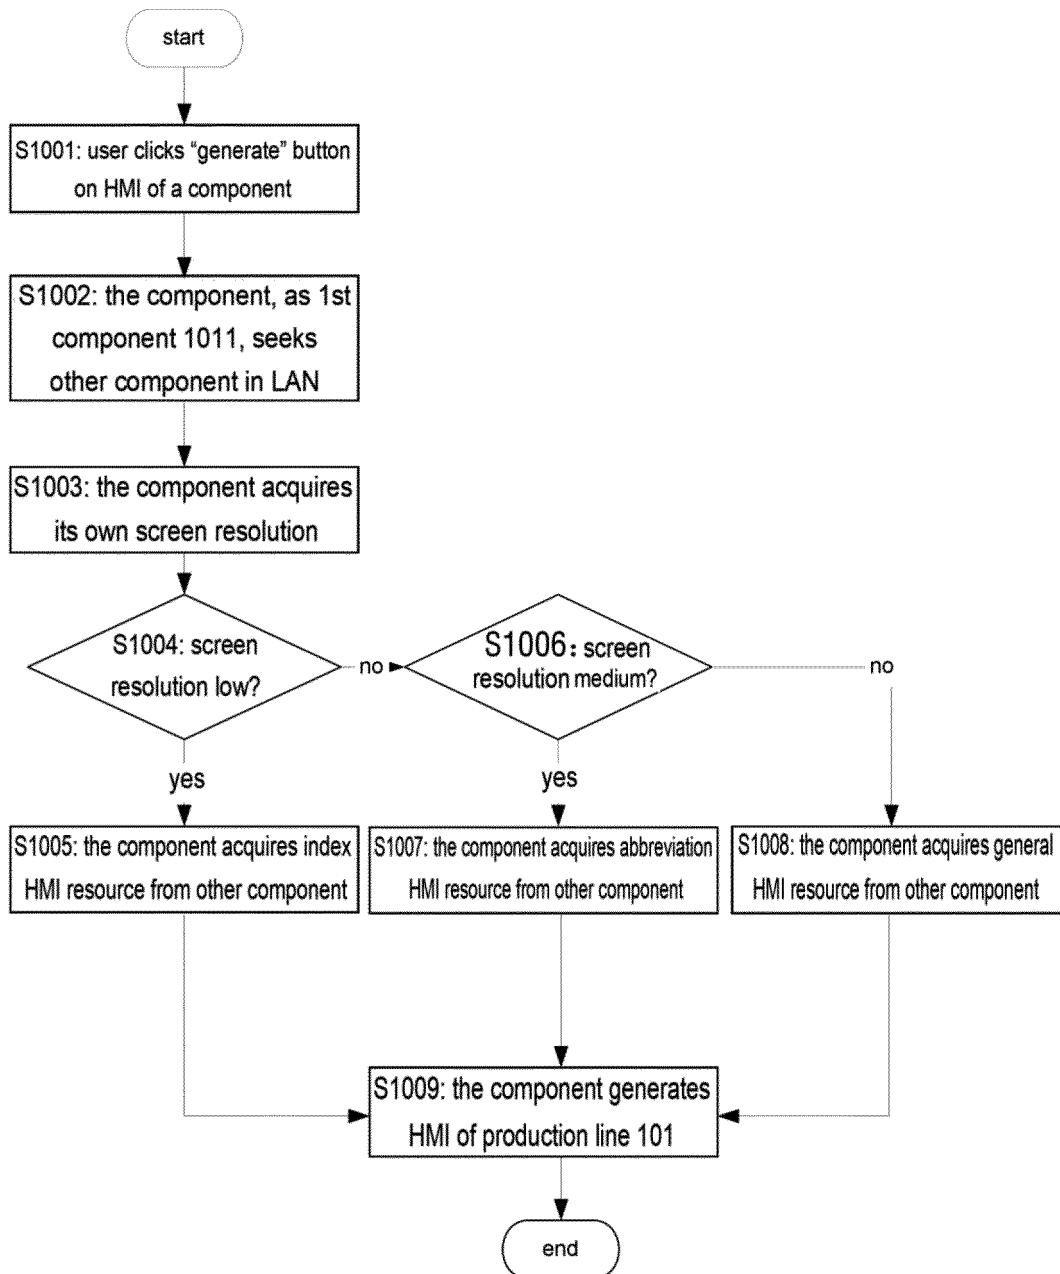 start
S1001: user clicks “generate” button
on HMI of a component
S1002: the component, as 1st
component 1011, seeks
other component in LAN
S1003: the component acquires
its own screen resolution
S1004: screen
resolution low?
no
S1006: screen
resolution medium?
no
yes
yes
S1005: the component acquires index
HMI resource from other component
S1007: the component acquires abbreviation
HMI resource from other component
S1008: the component acquires general
HMI resource from other component
S1009: the component generates
HMI of production line 101
end